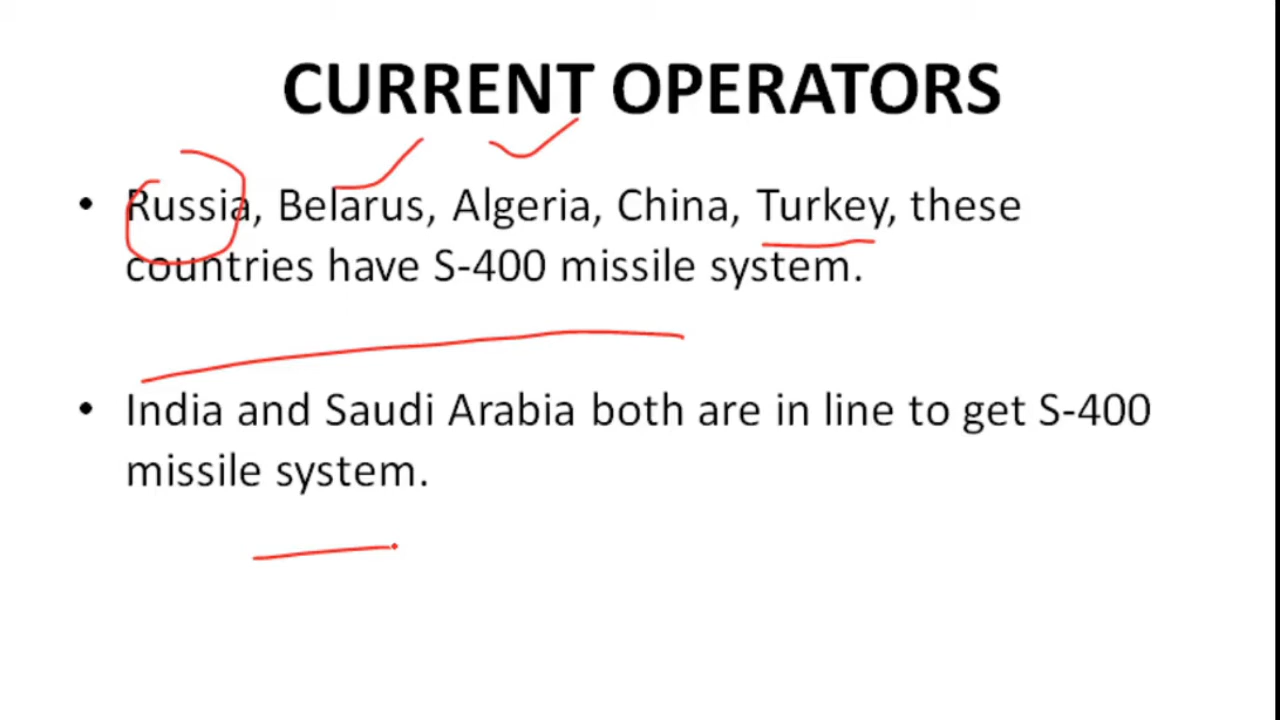 CURRENT OPERATORS
• Russia, Belarus, Algeria, China, Turkey, these
countries have S-400 missile system.
• India and Saudi Arabia both are in line to get S-400
missile system.